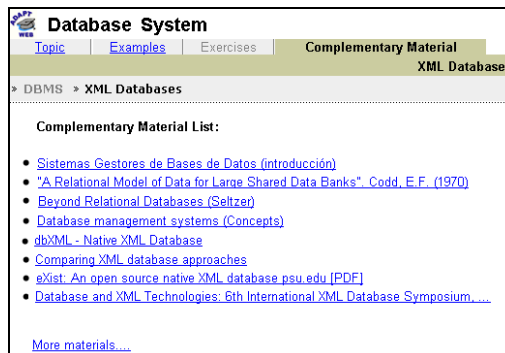 ADAPT
WEB
Database System
Topic Examples Exercises Complementary Material
XML Database
» DBMS » XML Databases
Complementary Material List:
• Sistemas Gestores de Bases de Datos (introducción)
• "A Relational Model of Data for Large Shared Data Banks". Codd, E.F. (1970)
• Beyond Relational Databases (Seltzer)
• Database management systems (Concepts)
• dbXML - Native XML Database
• Comparing XML database approaches
• eXist: An open source native XML database psu.edu [PDF]
• Database and XML Technologies: 6th International XML Database Symposium, ...
More materials....